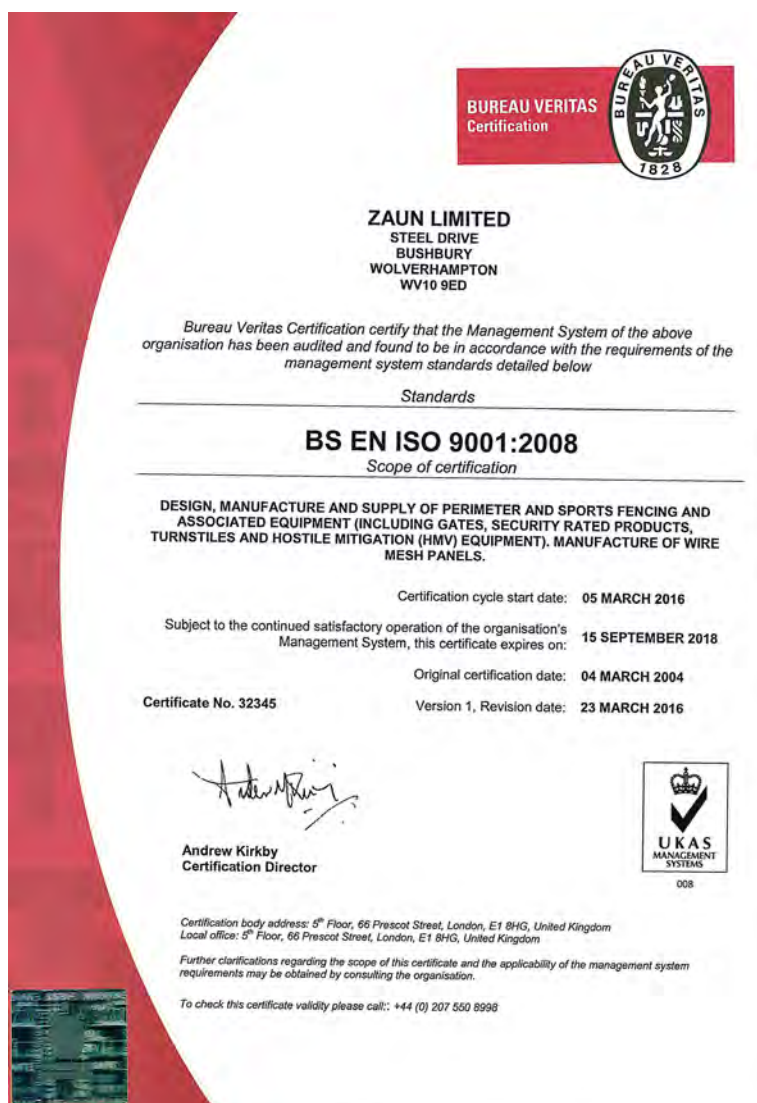 BUREAU VERITAS
Certification
BUREAU VERITAS
1828
ZAUN LIMITED
STEEL DRIVE
BUSHBURY
WOLVERHAMPTON
WV10 9ED
Bureau Veritas Certification certify that the Management System of the above
organisation has been audited and found to be in accordance with the requirements of the
management system standards detailed below
Standards
BS EN ISO 9001:2008
Scope of certification
DESIGN, MANUFACTURE AND SUPPLY OF PERIMETER AND SPORTS FENCING AND
ASSOCIATED EQUIPMENT (INCLUDING GATES, SECURITY RATED PRODUCTS,
TURNSTILES AND HOSTILE MITIGATION (HMV) EQUIPMENT). MANUFACTURE OF WIRE
MESH PANELS.
Certification cycle start date: 05 MARCH 2016
Subject to the continued satisfactory operation of the organisation's
Management System, this certificate expires on: 15 SEPTEMBER 2018
Original certification date: 04 MARCH 2004
Certificate No. 32345 Version 1, Revision date: 23 MARCH 2016
Andrew Kirkby
Certification Director
UKAS
MANAGEMENT
SYSTEMS
008
Certification body address: 5th Floor, 66 Prescot Street, London, E1 8HG, United Kingdom
Local office: 5th Floor, 66 Prescot Street, London, E1 8HG, United Kingdom
Further clarifications regarding the scope of this certificate and the applicability of the management system
requirements may be obtained by consulting the organisation.
To check this certificate validity please call:: +44 (0) 207 550 8998